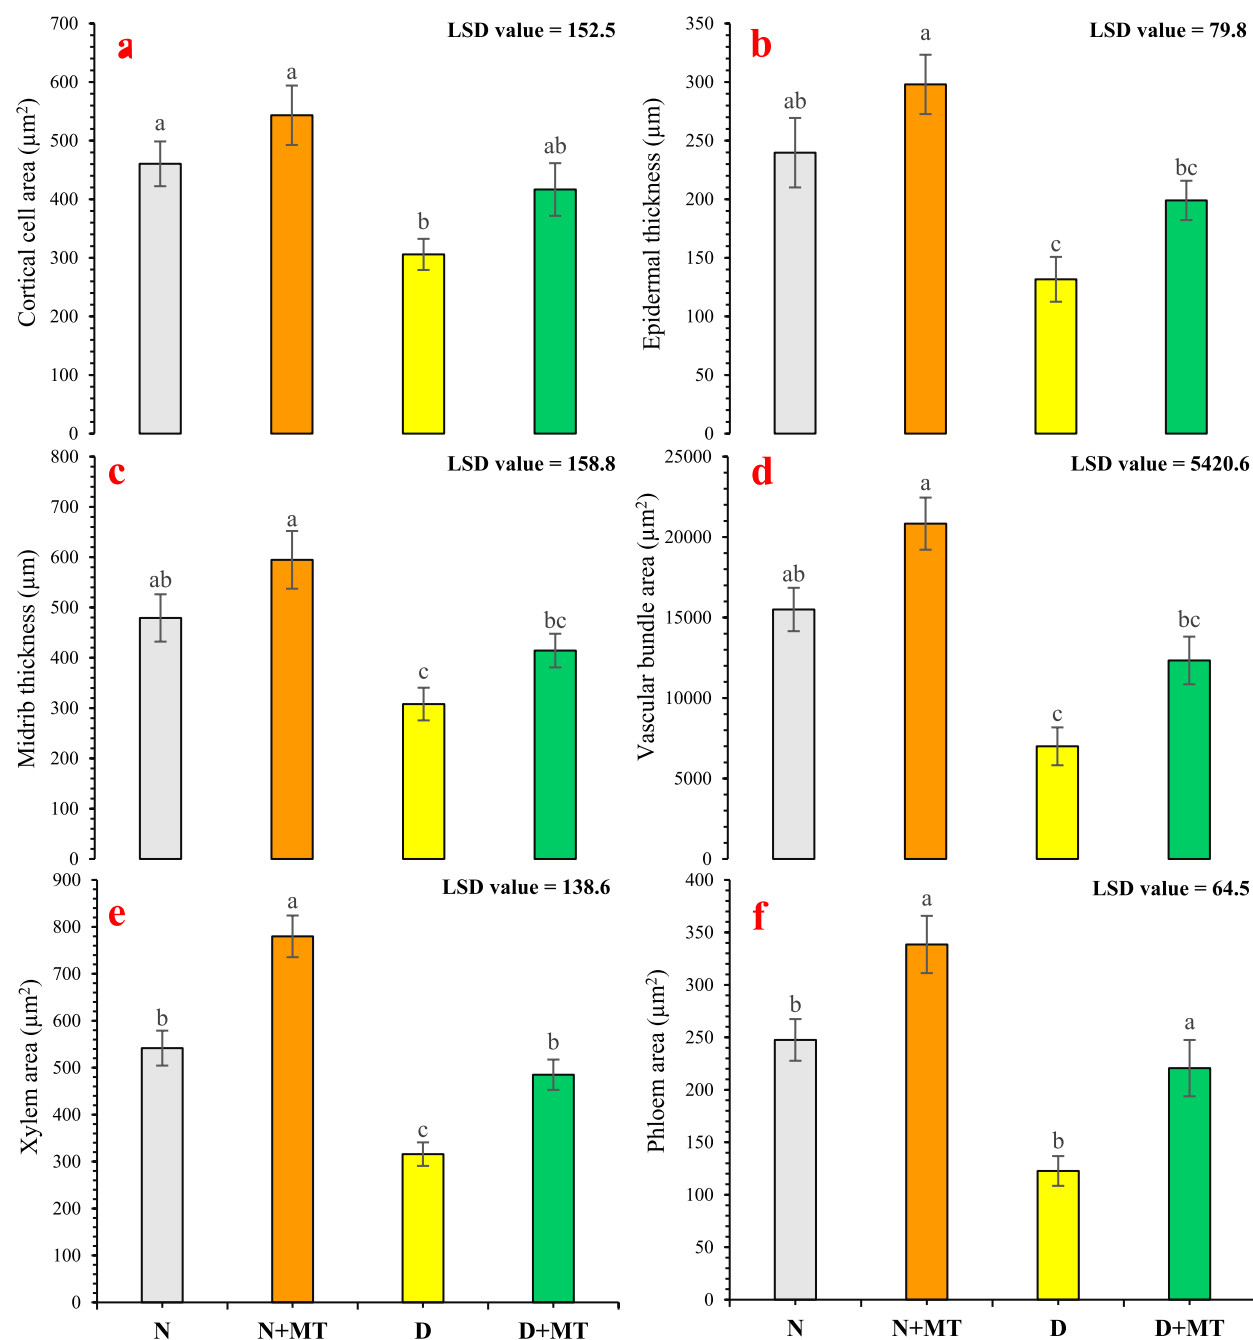 a
LSD value = 152.5
Cortical cell area (µm²)
700
600
500
400
300
200
100
0
a
a
b
ab
b
LSD value = 79.8
Epidermal thickness (µm)
350
300
250
200
150
100
50
0
ab
a
c
bc
c
LSD value = 158.8
Midrib thickness (µm)
800
700
600
500
400
300
200
100
0
ab
a
c
bc
d
LSD value = 5420.6
Vascular bundle area (µm²)
25000
20000
15000
10000
5000
0
ab
a
c
bc
e
LSD value = 138.6
Xylem area (µm²)
900
800
700
600
500
400
300
200
100
0
b
a
c
b
N
N+MT
D
D+MT
f
LSD value = 64.5
Phloem area (µm²)
400
350
300
250
200
150
100
50
0
b
a
b
a
N
N+MT
D
D+MT